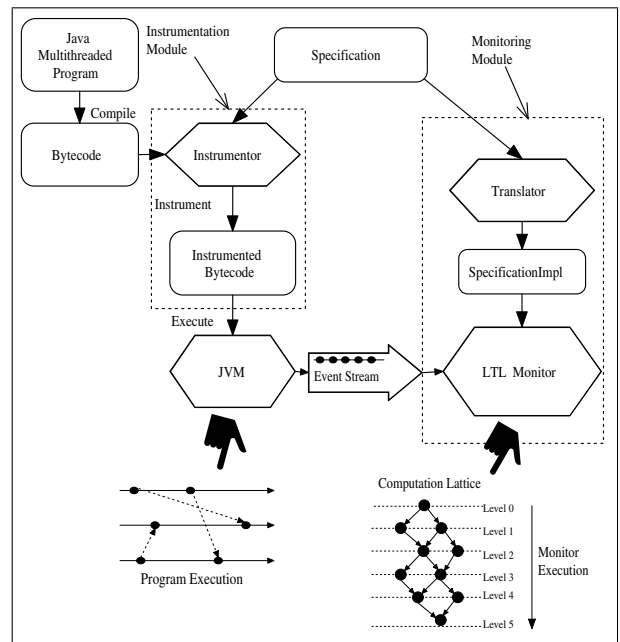 Java
Multithreaded
Program
Instrumentation
Module
Specification
Monitoring
Module
Compile
Bytecode
Instrumentor
Translator
Instrument
Instrumented
Bytecode
SpecificationImpl
Execute
JVM
Event Stream
LTL Monitor
Computation Lattice
Level 0
Level 1
Level 2
Level 3
Level 4
Level 5
Monitor
Execution
Program Execution